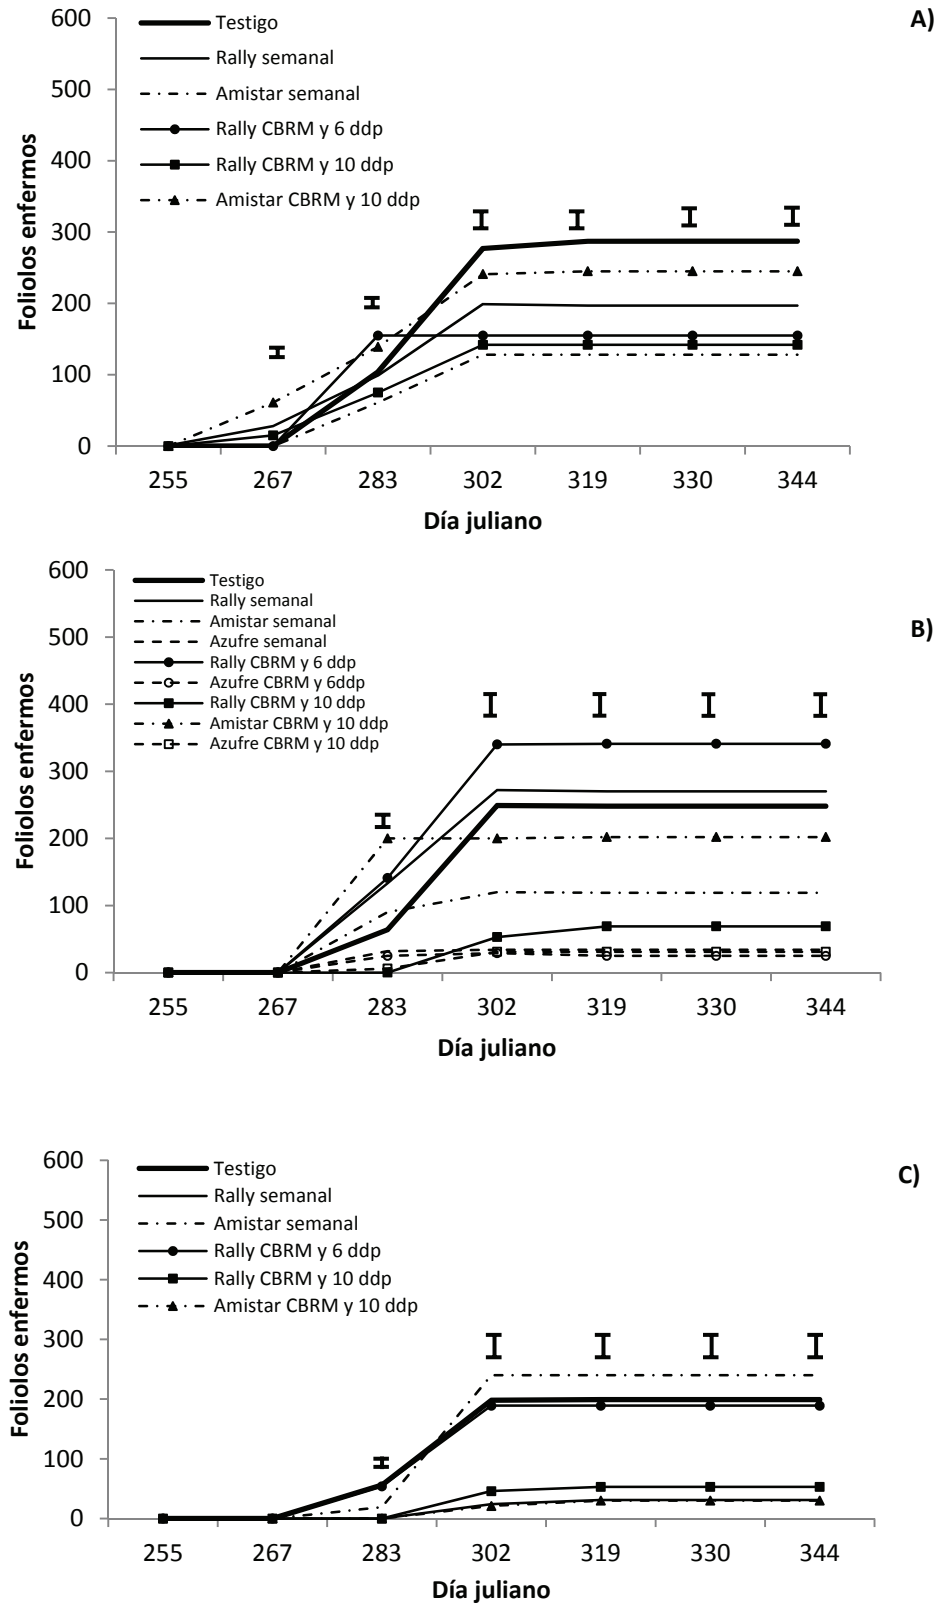 A)
600
500
400
300
200
100
0
Foliolos enfermos
Testigo
Rally semanal
Amistar semanal
Rally CBRM y 6 ddp
Rally CBRM y 10 ddp
Amistar CBRM y 10 ddp
255 267 283 302 319 330 344
Día juliano
B)
600
500
400
300
200
100
0
Foliolos enfermos
Testigo
Rally semanal
Amistar semanal
Azufre semanal
Rally CBRM y 6 ddp
Azufre CBRM y 6ddp
Rally CBRM y 10 ddp
Amistar CBRM y 10 ddp
Azufre CBRM y 10 ddp
255 267 283 302 319 330 344
Día juliano
C)
600
500
400
300
200
100
0
Foliolos enfermos
Testigo
Rally semanal
Amistar semanal
Rally CBRM y 6 ddp
Rally CBRM y 10 ddp
Amistar CBRM y 10 ddp
255 267 283 302 319 330 344
Día juliano